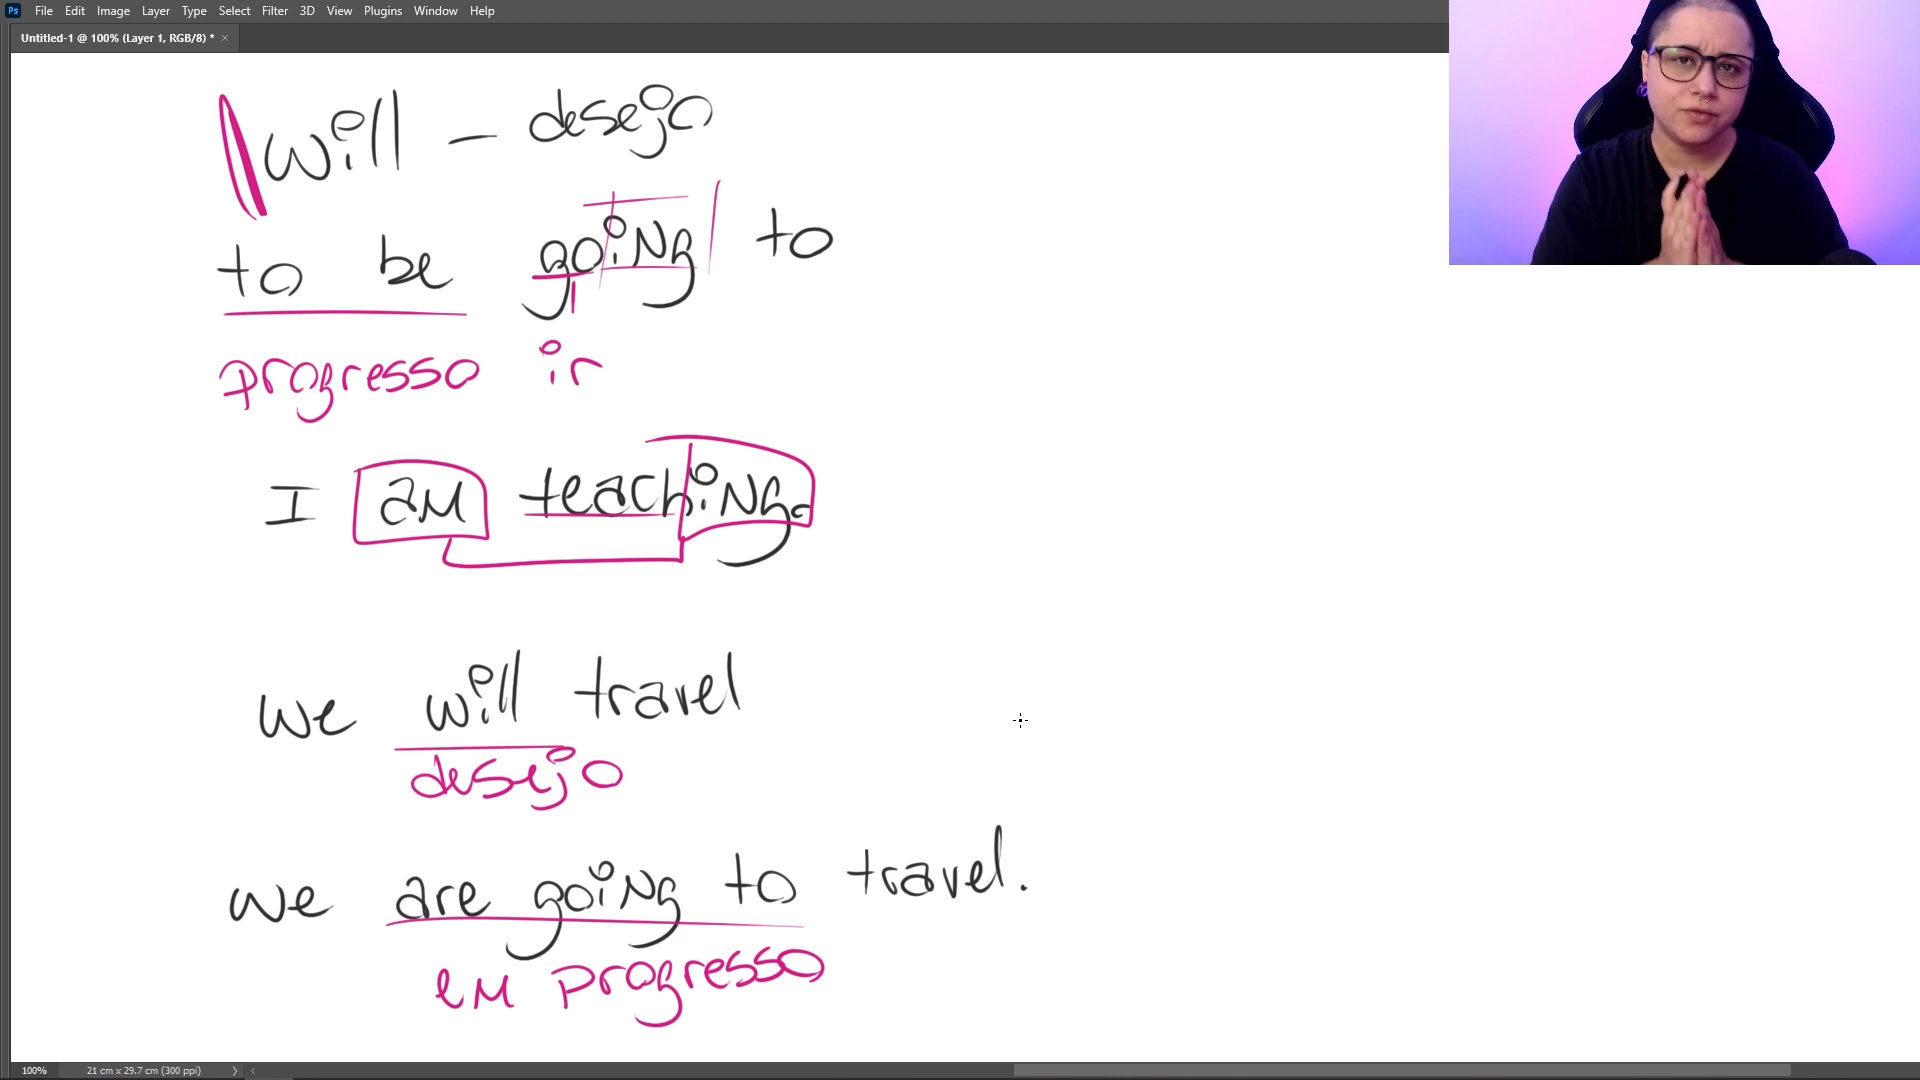 Ps File Edit Image Layer Type Select Filter 3D View Plugins Window Help
Untitled-1 @ 100% (Layer 1, RGB/8) * ×
will - desejo
to be going to
progresso ir
I am teaching.
we will travel
desejo
we are going to travel.
em progresso
100% 21 cm x 29.7 cm (300 ppi)